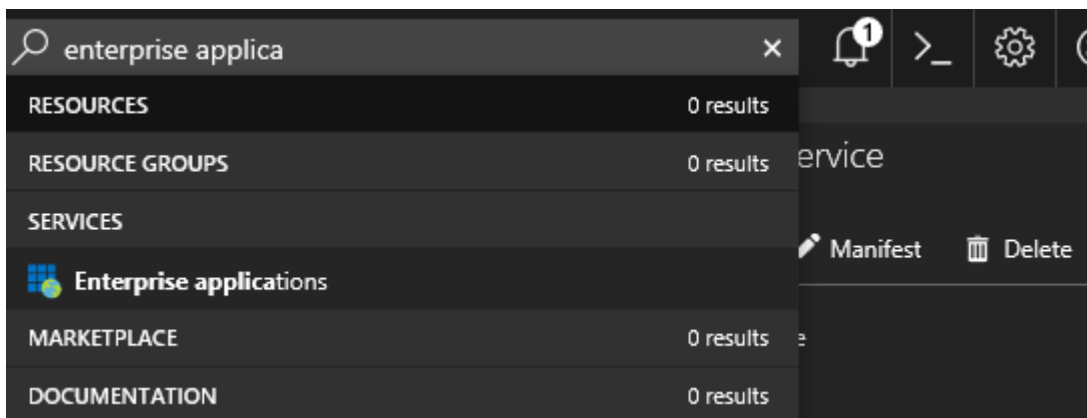 enterprise applica
1
RESOURCES 0 results
RESOURCE GROUPS 0 results
ervice
SERVICES
Manifest Delete
Enterprise applications
MARKETPLACE 0 results
e
DOCUMENTATION 0 results